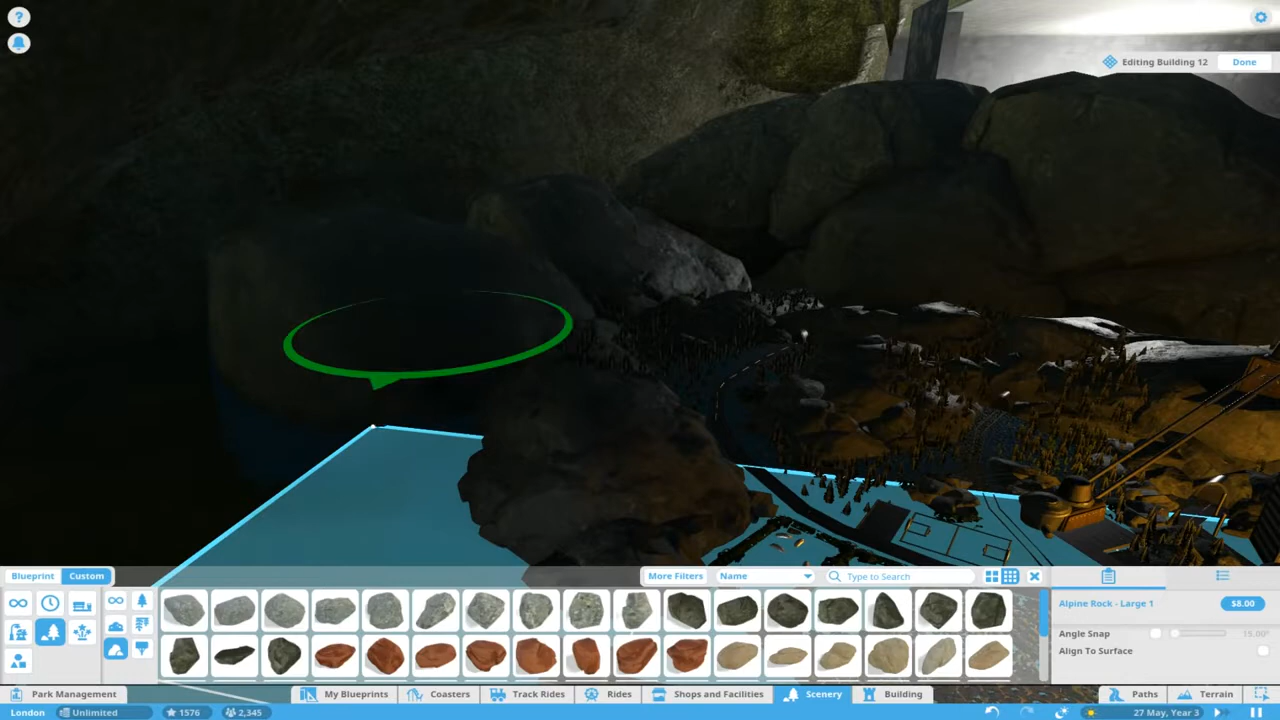 ?
Editing Building 12 Done
Blueprint Custom
More Filters Name Type to Search
Alpine Rock - Large 1 $8.00
Angle Snap 15.00°
Align To Surface
Park Management My Blueprints Coasters Track Rides Rides Shops and Facilities Scenery Building Paths Terrain
London Unlimited 1576 2,345 27 May, Year 3